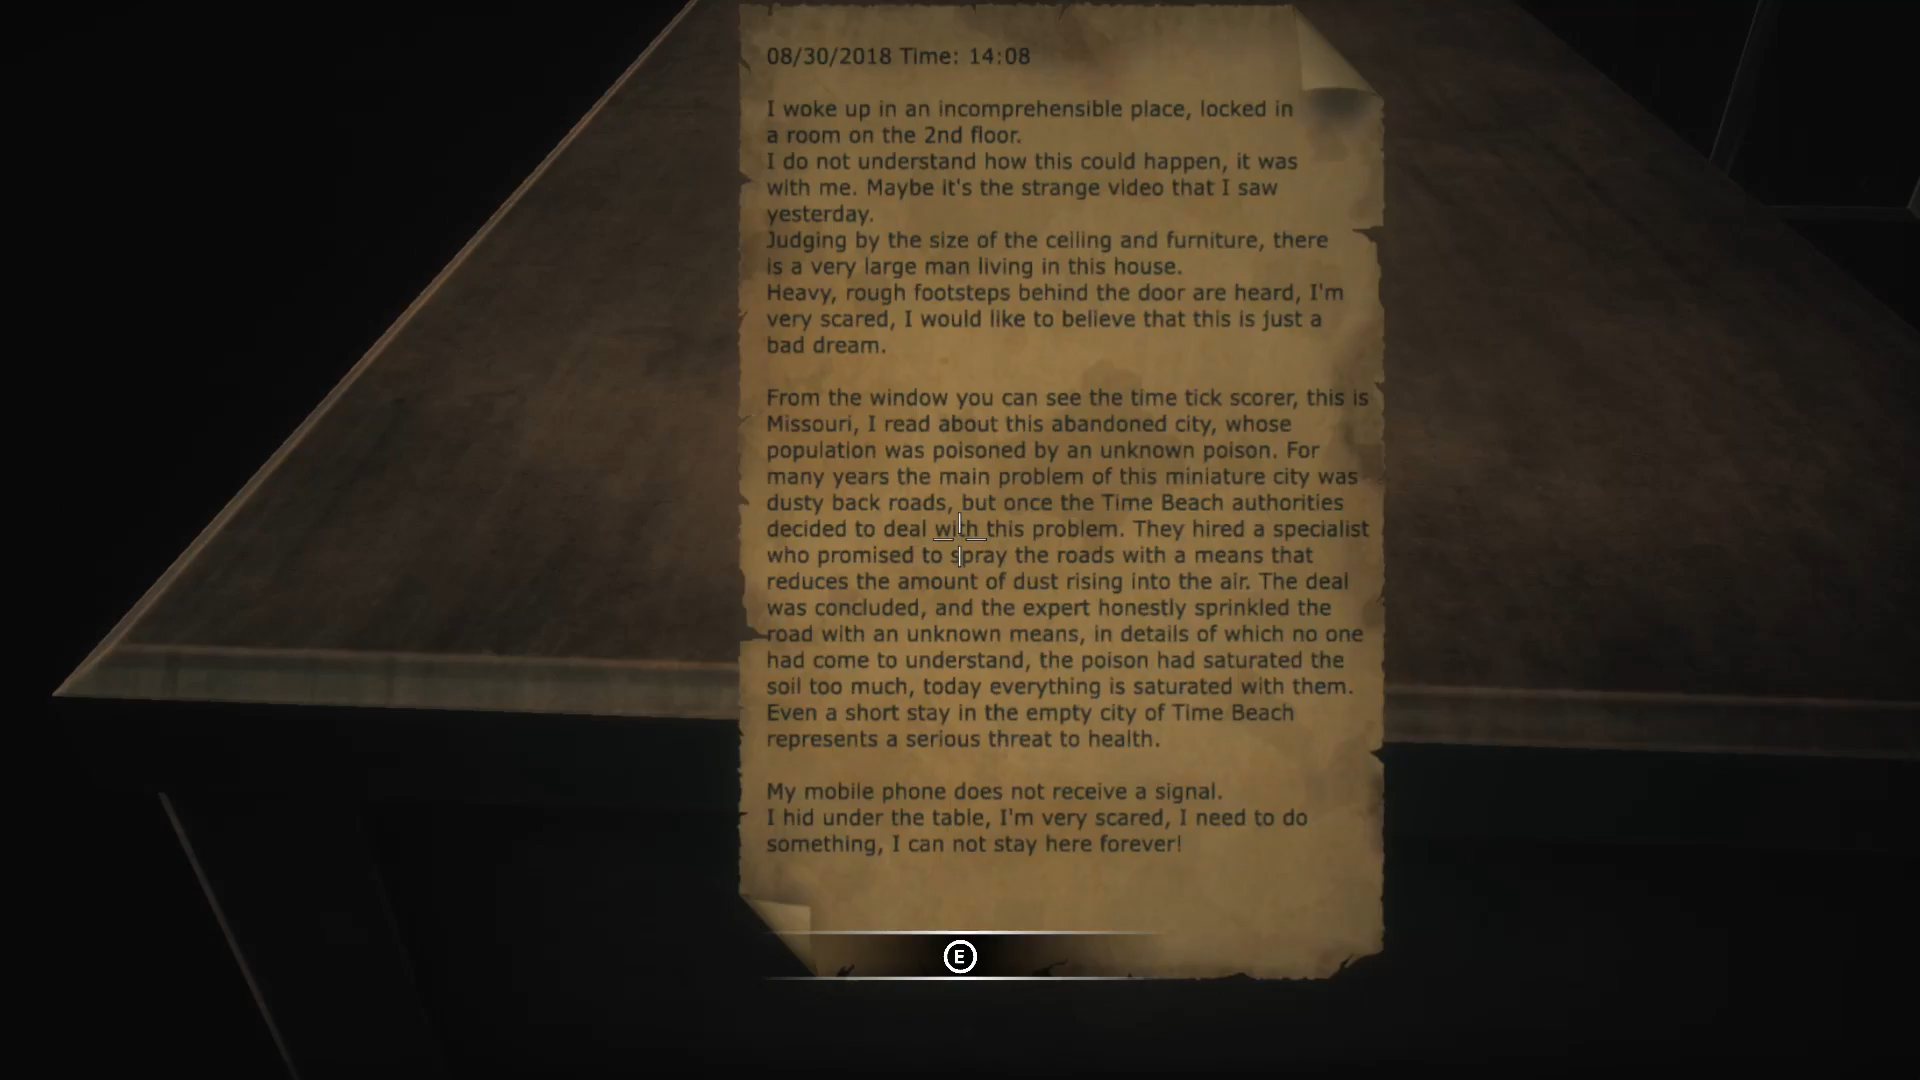 08/30/2018 Time: 14:08
I woke up in an incomprehensible place, locked in
a room on the 2nd floor.
I do not understand how this could happen, it was
with me. Maybe it's the strange video that I saw
yesterday.
Judging by the size of the ceiling and furniture, there
is a very large man living in this house.
Heavy, rough footsteps behind the door are heard, I'm
very scared, I would like to believe that this is just a
bad dream.
From the window you can see the time tick scorer, this is
Missouri, I read about this abandoned city, whose
population was poisoned by an unknown poison. For
many years the main problem of this miniature city was
dusty back roads, but once the Time Beach authorities
decided to deal with this problem. They hired a specialist
who promised to spray the roads with a means that
reduces the amount of dust rising into the air. The deal
was concluded, and the expert honestly sprinkled the
road with an unknown means, in details of which no one
had come to understand, the poison had saturated the
soil too much, today everything is saturated with them.
Even a short stay in the empty city of Time Beach
represents a serious threat to health.
My mobile phone does not receive a signal.
I hid under the table, I'm very scared, I need to do
something, I can not stay here forever!
E